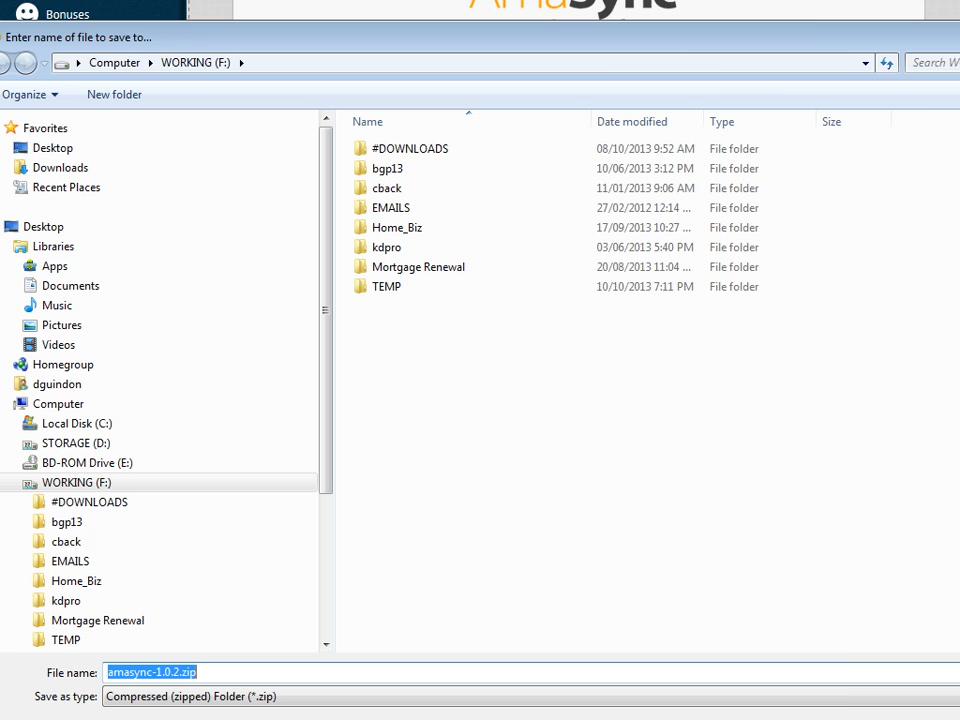 Bonuses
AmaSync
Enter name of file to save to...
Computer WORKING (F:) Search W
Organize New folder
Favorites
Desktop
Downloads
Recent Places
Desktop
Libraries
Apps
Documents
Music
Pictures
Videos
Homegroup
dguindon
Computer
Local Disk (C:)
STORAGE (D:)
BD-ROM Drive (E:)
WORKING (F:)
#DOWNLOADS
bgp13
cback
EMAILS
Home_Biz
kdpro
Mortgage Renewal
TEMP
Name Date modified Type Size
#DOWNLOADS 08/10/2013 9:52 AM File folder
bgp13 10/06/2013 3:12 PM File folder
cback 11/01/2013 9:06 AM File folder
EMAILS 27/02/2012 12:14 ... File folder
Home_Biz 17/09/2013 10:27 ... File folder
kdpro 03/06/2013 5:40 PM File folder
Mortgage Renewal 20/08/2013 11:04 ... File folder
TEMP 10/10/2013 7:11 PM File folder
File name: amasync-1.0.2.zip
Save as type: Compressed (zipped) Folder (*.zip)